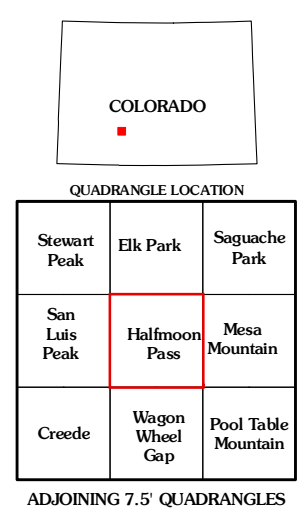 COLORADO
QUADRANGLE LOCATION
Stewart
Peak
Elk Park
Saguache
Park
San
Luis
Peak
Halfmoon
Pass
Mesa
Mountain
Creede
Wagon
Wheel
Gap
Pool Table
Mountain
ADJOINING 7.5' QUADRANGLES